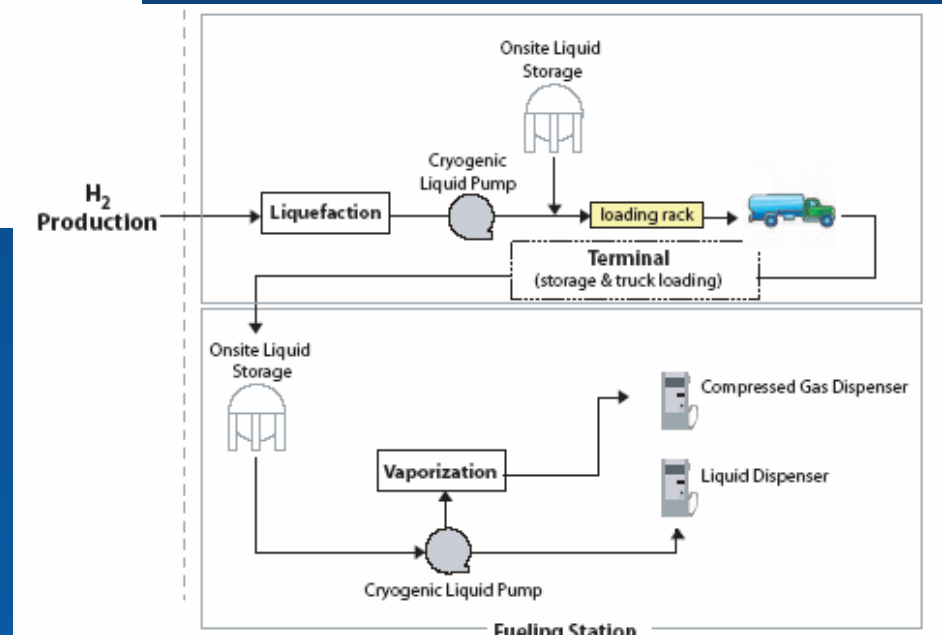 Onsite Liquid
Storage
Cryogenic
Liquid Pump
H2
Production
Liquefaction
loading rack
Terminal
(storage & truck loading)
Onsite Liquid
Storage
Compressed Gas Dispenser
Vaporization
Liquid Dispenser
Cryogenic Liquid Pump
Fueling Station